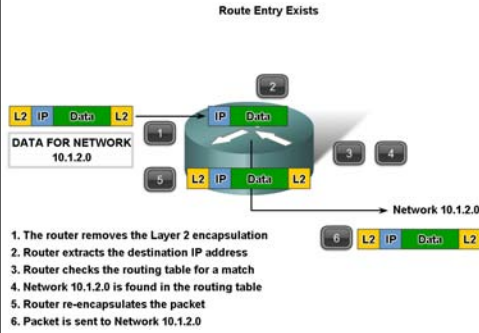 Route Entry Exists
2
L2 IP Data L2
IP Data
1
DATA FOR NETWORK
10.1.2.0
3 4
5
L2 IP Data L2
Network 10.1.2.0
6
L2 IP Data L2
1. The router removes the Layer 2 encapsulation
2. Router extracts the destination IP address
3. Router checks the routing table for a match
4. Network 10.1.2.0 is found in the routing table
5. Router re-encapsulates the packet
6. Packet is sent to Network 10.1.2.0